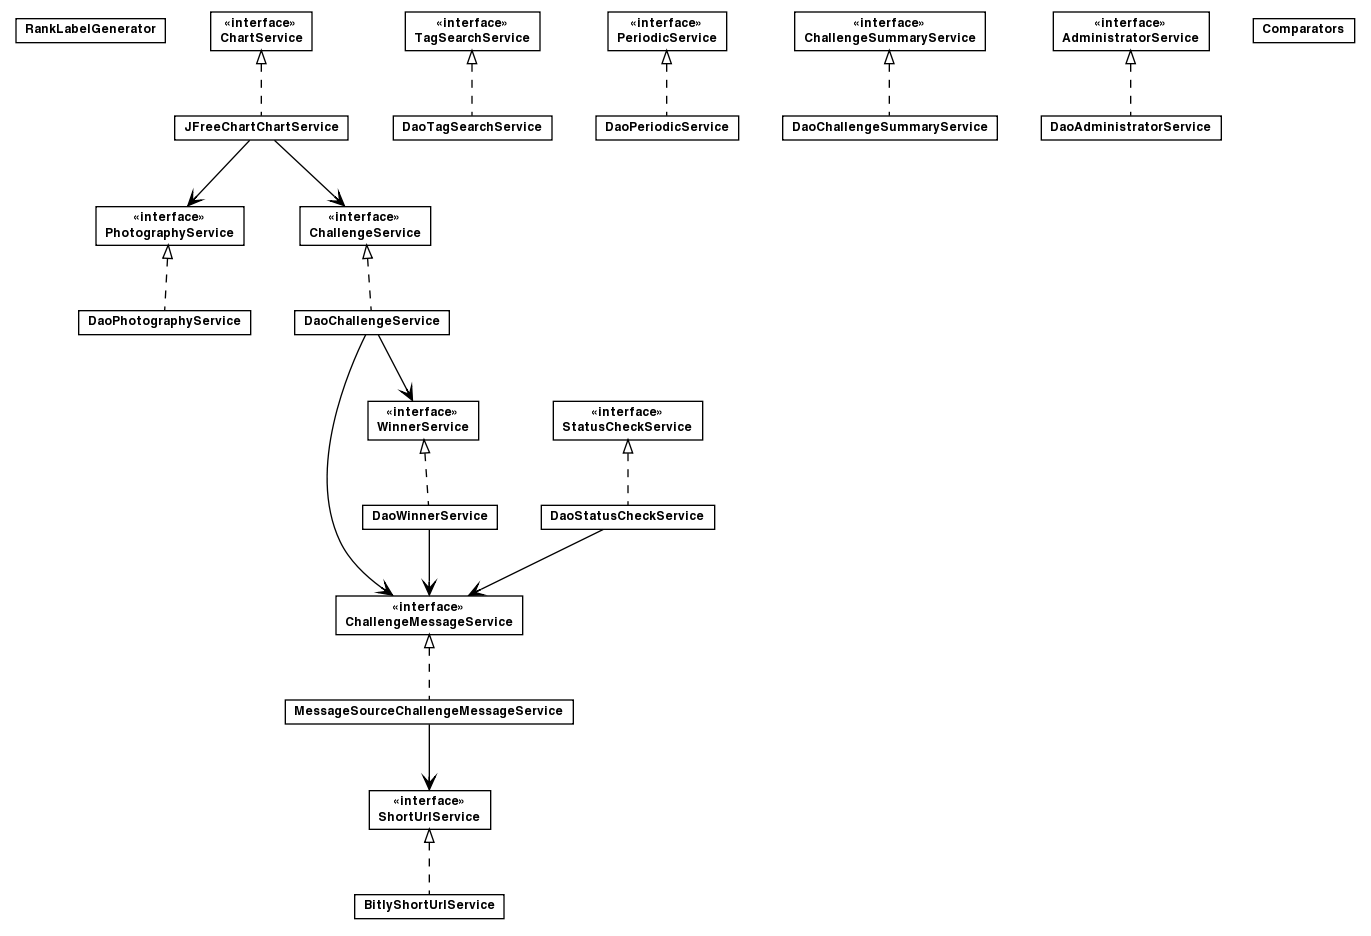 RankLabelGenerator
«interface»
ChartService
«interface»
TagSearchService
«interface»
PeriodicService
«interface»
ChallengeSummaryService
«interface»
AdministratorService
Comparators
JFreeChartChartService
DaoTagSearchService
DaoPeriodicService
DaoChallengeSummaryService
DaoAdministratorService
«interface»
PhotographyService
«interface»
ChallengeService
DaoPhotographyService
DaoChallengeService
«interface»
WinnerService
«interface»
StatusCheckService
DaoWinnerService
DaoStatusCheckService
«interface»
ChallengeMessageService
MessageSourceChallengeMessageService
«interface»
ShortUrlService
BitlyShortUrlService